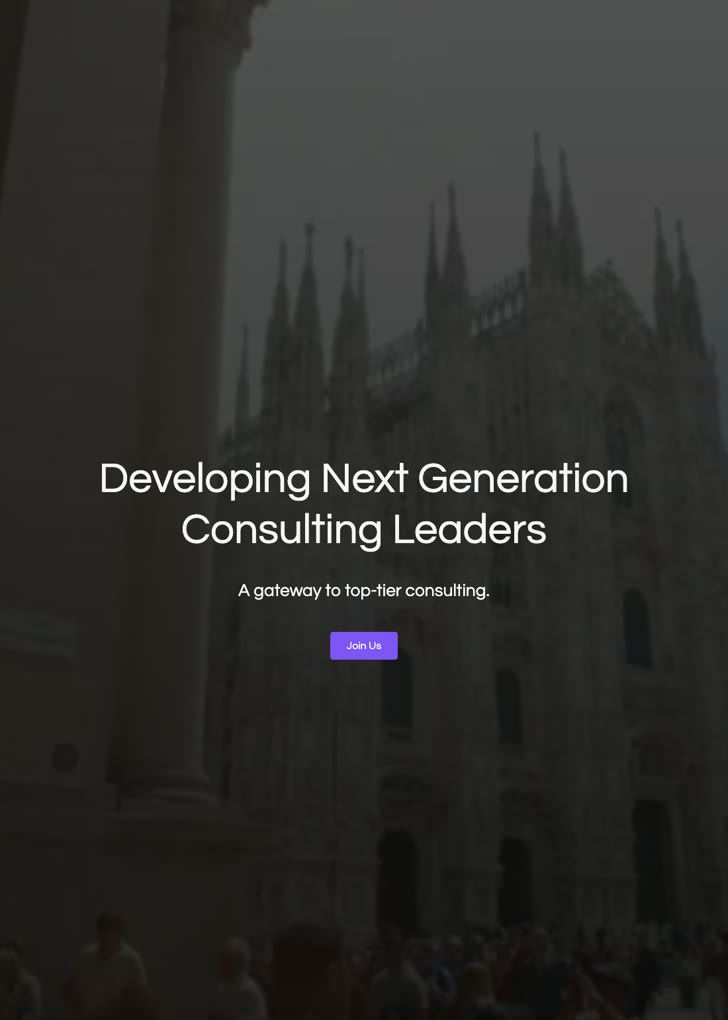 Developing Next Generation
Consulting Leaders
A gateway to top-tier consulting.
Join Us